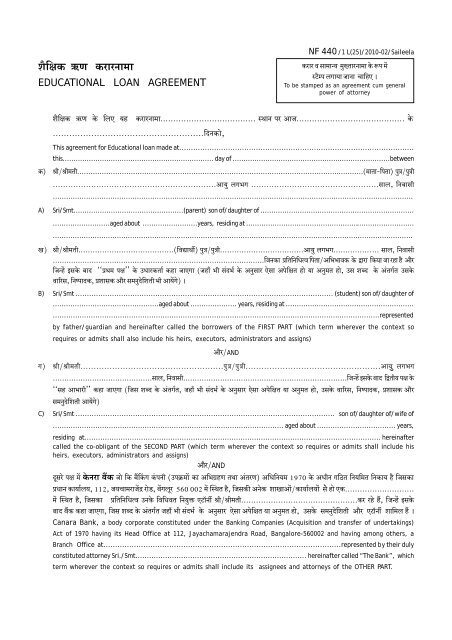 NF 440/1 L(25)/2010-02/Saileela
शैक्षिक ऋण करारनामा
EDUCATIONAL LOAN AGREEMENT
करार व सामान्य मुख्तारनामा के रूप में
स्टैम्प लगाया जाना चाहिए ।
To be stamped as an agreement cum general
power of attorney
शैक्षिक ऋण के लिए यह करारनामा.................................... स्थान पर आज......................................... के
.........................................................दिनको,
This agreement for Educational loan made at...............................................................................................
this............................................................... day of ...............................................................between
क) श्री/श्रीमती............................................................................................................(माता-पिता) पुत्र/पुत्री
..............................................................आयु लगभग ................................................साल, निवासी
.......................................................................................................................................................
A) Sri/Smt.............................................(parent) son of/ daughter of ................................................................
.........................aged about .......................years, residing at .....................................................................
.......................................................................................................................................................
ख) श्री/श्रीमती.....................................(विद्यार्थी) पुत्र/पुत्री................................आयु लगभग.................. साल, निवासी
.................................................................................जिनका प्रतिनिधित्व पिता/अभिभावक के द्वारा किया जा रहा है और
जिन्हें इसके बाद ‘‘प्रथम पक्ष’’ के उधारकर्ता कहा जाएगा (जहाँ भी संदर्भ के अनुसार ऐसा अपेक्षित हो या अनुमत हो, उस शब्द के अंतर्गत उसके
वारिस, निष्पादक, प्रशासक और समनुदेशिती भी आयेंगे) ।
B) Sri/Smt ........................................................................................................ (student) son of/ daughter of
...........................................aged about ................... years, residing at ......................................................
......................................................................................................................................represented
by father/guardian and hereinafter called the borrowers of the FIRST PART (which term wherever the context so
requires or admits shall also include his heirs, executors, administrators and assigns)
और/AND
ग) श्री/श्रीमती......................................................पुत्र/पुत्री...................................................आयु लगभग
......................................साल, निवासी...............................................................जिन्हें इसके बाद द्वितीय पक्ष के
‘‘सह आभारी’’ कहा जाएगा (जिस शब्द के अंतर्गत, जहाँ भी संदर्भ के अनुसार ऐसा अपेक्षित या अनुमत हो, उसके वारिस, निष्पादक, प्रशासक और
समनुदेशिती आयेंगे)
C) Sri/Smt ........................................................................................................ son of/ daughter of/ wife of
............................................................................................. aged about ................................ years,
residing at...................................................................................................................... hereinafter
called the co-obligant of the SECOND PART (which term wherever the context so requires or admits shall include his
heirs, executors, administrators and assigns)
और/AND
दूसरे पक्ष में केनरा बैंक जो कि बैंकिंग कंपनी (उपक्रमों का अभिग्रहण तथा अंतरण) अधिनियम 1970 के अधीन गठित नियमित निकाय है जिसका
प्रधान कार्यालय, 112, जयचामराजेंद्र रोड, बेंगलूर 560 002 में स्थित है, जिसकी अनेक शाखाओं/कार्यालयों से हो एक..........................
में स्थित है, जिसका प्रतिनिधित्व उनके विधिवत नियुक्त एटॉर्नी श्री/श्रीमती............................................कर रहे हैं, जिन्हें इसके
बाद बैंक कहा जाएगा, जिस शब्द के अंतर्गत जहाँ भी संदर्भ के अनुसार ऐसा अपेक्षित या अनुमत हो, उसके समनुदेशिती और एटॉर्नी शामिल हैं ।
Canara Bank, a body corporate constituted under the Banking Companies (Acquisition and transfer of undertakings)
Act of 1970 having its Head Office at 112, Jayachamarajendra Road, Bangalore-560002 and having among others, a
Branch Office at.................................................................................................represented by their duly
constituted attorney Sri./Smt...................................................................... hereinafter called “The Bank”, which
term wherever the context so requires or admits shall include its assignees and attorneys of the OTHER PART.